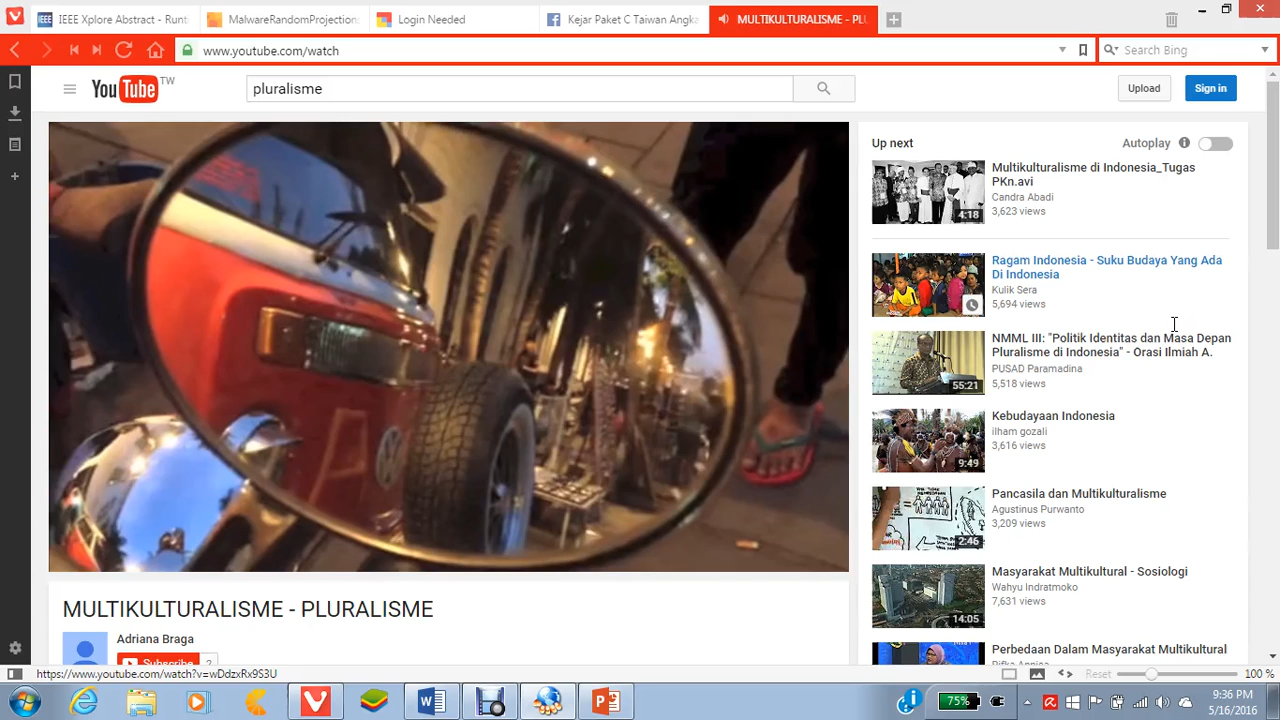 IEEE Xplore Abstract - Runti
MalwareRandomProjections
Login Needed
Kejar Paket C Taiwan Angka
MULTIKULTURALISME - PLU
www.youtube.com/watch
Search Bing
YouTube TW
pluralisme
Upload
Sign in
Up next
Autoplay
Multikulturalisme di Indonesia_Tugas
PKn.avi
Candra Abadi
3,623 views
4:18
Ragam Indonesia - Suku Budaya Yang Ada
Di Indonesia
Kulik Sera
5,694 views
NMML III: "Politik Identitas dan Masa Depan
Pluralisme di Indonesia" - Orasi Ilmiah A.
PUSAD Paramadina
5,518 views
55:21
Kebudayaan Indonesia
ilham gozali
3,616 views
9:49
Pancasila dan Multikulturalisme
Agustinus Purwanto
3,209 views
2:46
Masyarakat Multikultural - Sosiologi
Wahyu Indratmoko
7,631 views
14:05
Perbedaan Dalam Masyarakat Multikultural
MULTIKULTURALISME - PLURALISME
Adriana Braga
Subscribe
https://www.youtube.com/watch?v=wDdzxRx9S3U
Reset
100 %
75%
9:36 PM
5/16/2016